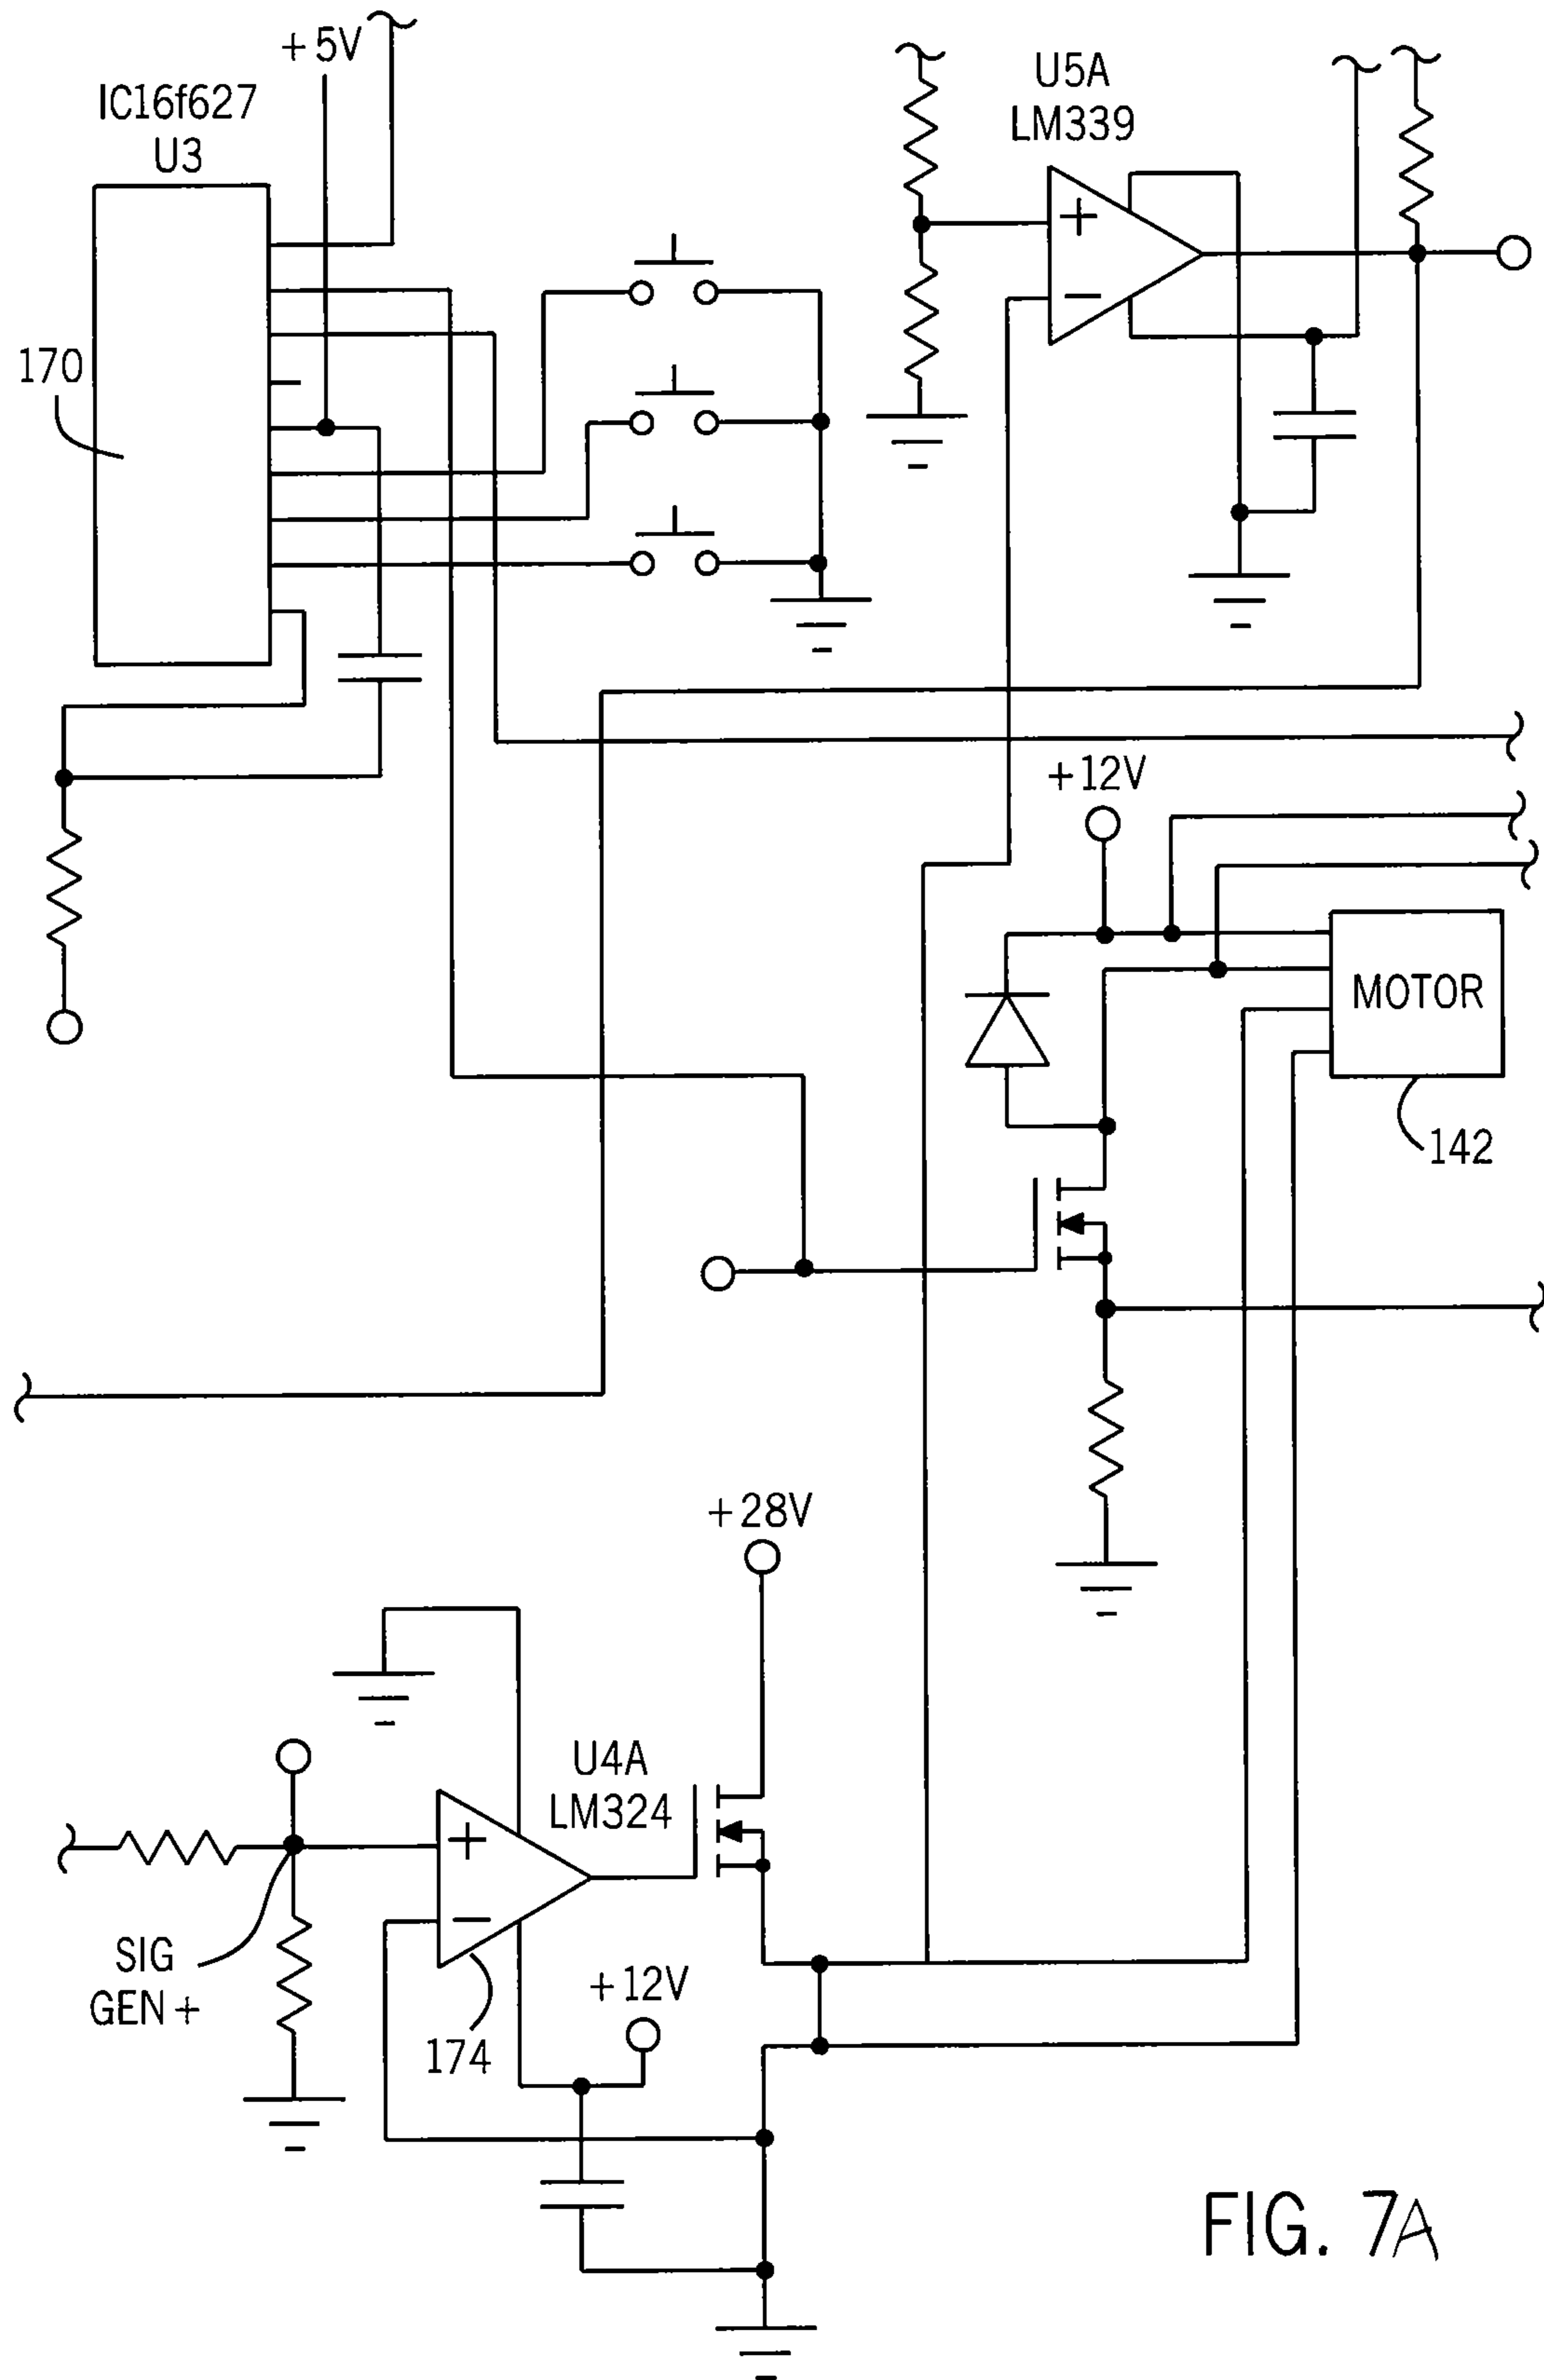 +5V
IC16f627
U3
170
U5A
LM339
+
−
+12V
MOTOR
142
+28V
U4A
LM324
+
−
SIG
GEN+
174
+12V
FIG. 7A